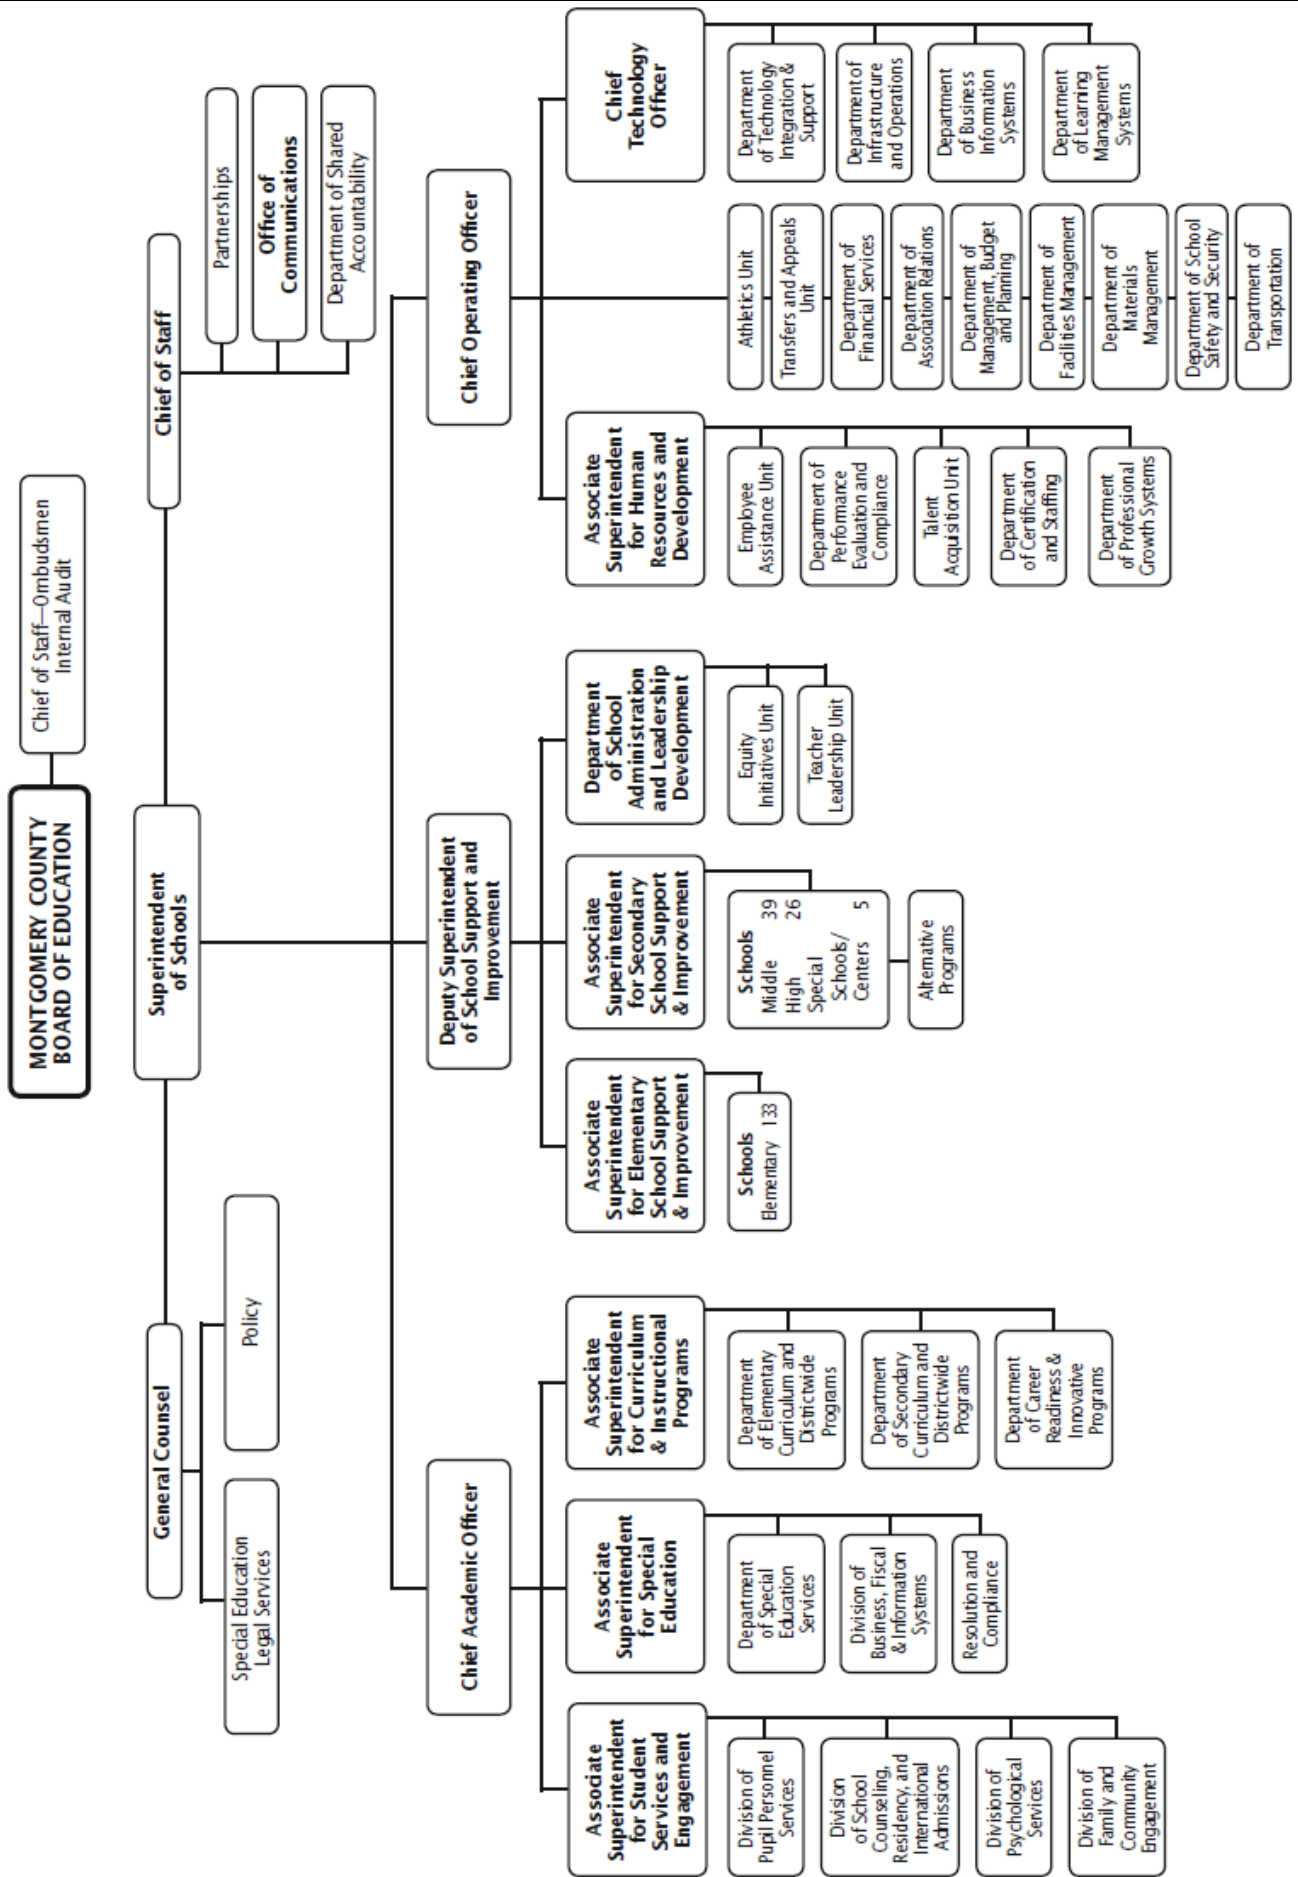 MONTGOMERY COUNTY
BOARD OF EDUCATION
Chief of Staff—Ombudsmen
Internal Audit
Superintendent
of Schools
General Counsel
Special Education
Legal Services
Policy
Chief of Staff
Partnerships
Office of
Communications
Department of Shared
Accountability
Chief Academic Officer
Associate
Superintendent
for Student
Services and
Engagement
Division of
Pupil Personnel
Services
Division
of School
Counseling,
Residency, and
International
Admissions
Division of
Psychological
Services
Division of
Family and
Community
Engagement
Associate
Superintendent
for Special
Education
Department
of Special
Education
Services
Division of
Business, Fiscal
& Information
Systems
Resolution and
Compliance
Associate
Superintendent
for Curriculum
& Instructional
Programs
Department
of Elementary
Curriculum and
Districtwide
Programs
Department
of Secondary
Curriculum and
Districtwide
Programs
Department
of Career
Readiness &
Innovative
Programs
Deputy Superintendent
of School Support and
Improvement
Associate
Superintendent
for Elementary
School Support
& Improvement
Schools
Elementary 133
Associate
Superintendent
for Secondary
School Support
& Improvement
Schools
Middle 39
High 26
Special
Schools/
Centers 5
Alternative
Programs
Department
of School
Administration
and Leadership
Development
Equity
Initiatives Unit
Teacher
Leadership Unit
Chief Operating Officer
Associate
Superintendent
for Human
Resources and
Development
Employee
Assistance Unit
Department of
Performance
Evaluation and
Compliance
Talent
Acquisition Unit
Department
of Certification
and Staffing
Department
of Professional
Growth Systems
Athletics Unit
Transfers and Appeals
Unit
Department of
Financial Services
Department of
Association Relations
Department of
Management, Budget
and Planning
Department of
Facilities Management
Department of
Materials
Management
Department of School
Safety and Security
Department of
Transportation
Chief
Technology
Officer
Department
of Technology
Integration &
Support
Department of
Infrastructure
and Operations
Department
of Business
Information
Systems
Department
of Learning
Management
Systems